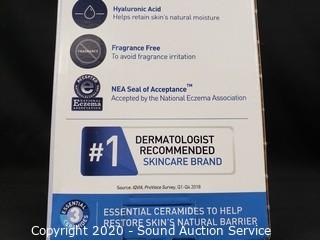 Hyaluronic Acid
Helps retain skin's natural moisture
FRAGRANCE
Fragrance Free
To avoid fragrance irritation
ACCEPTED
NATIONAL
Eczema
ASSOCIATION
NEA Seal of Acceptance™
Accepted by the National Eczema Association
#1 DERMATOLOGIST
RECOMMENDED
SKINCARE BRAND
Source: IQVIA, ProVoice Survey, Q1-Q4 2018
ESSENTIAL
3
CERAMIDES
ESSENTIAL CERAMIDES TO HELP
RESTORE SKIN'S NATURAL BARRIER
Copyright 2020 - Sound Auction Service